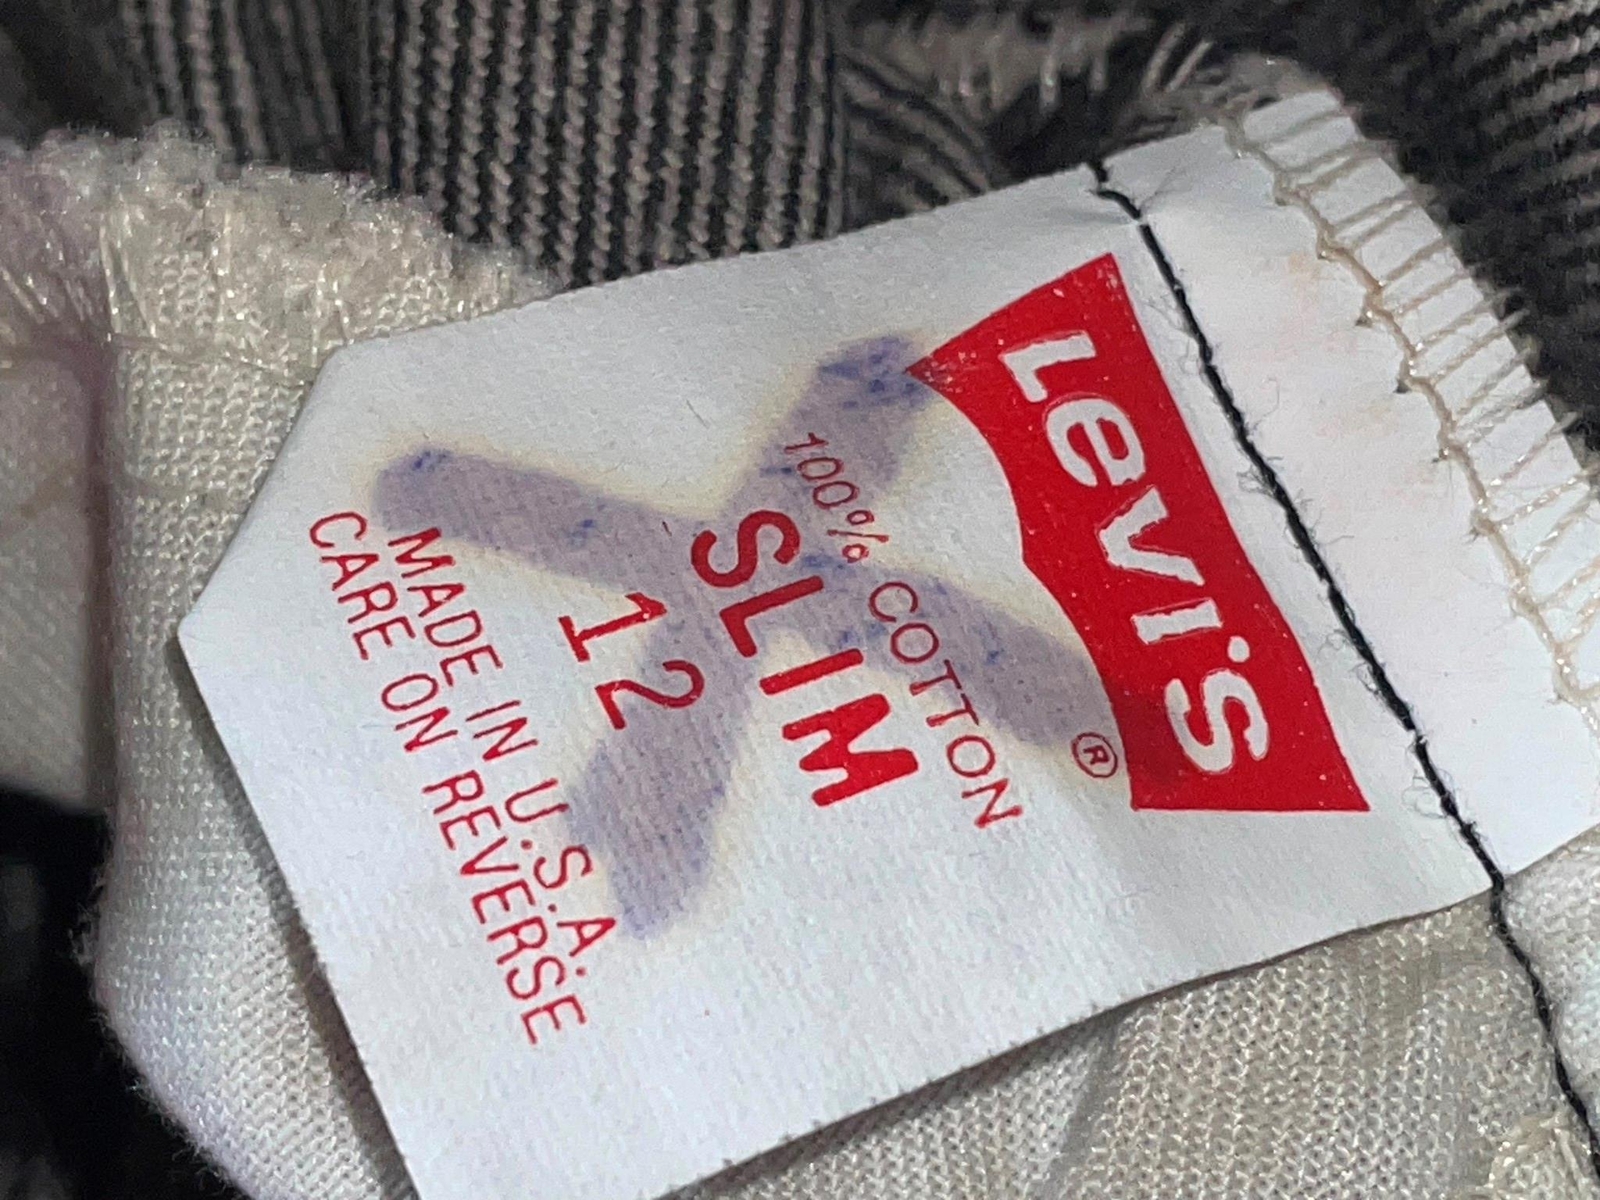 Levi's
®
100% COTTON
SLIM
12
MADE IN U.S.A.
CARE ON REVERSE